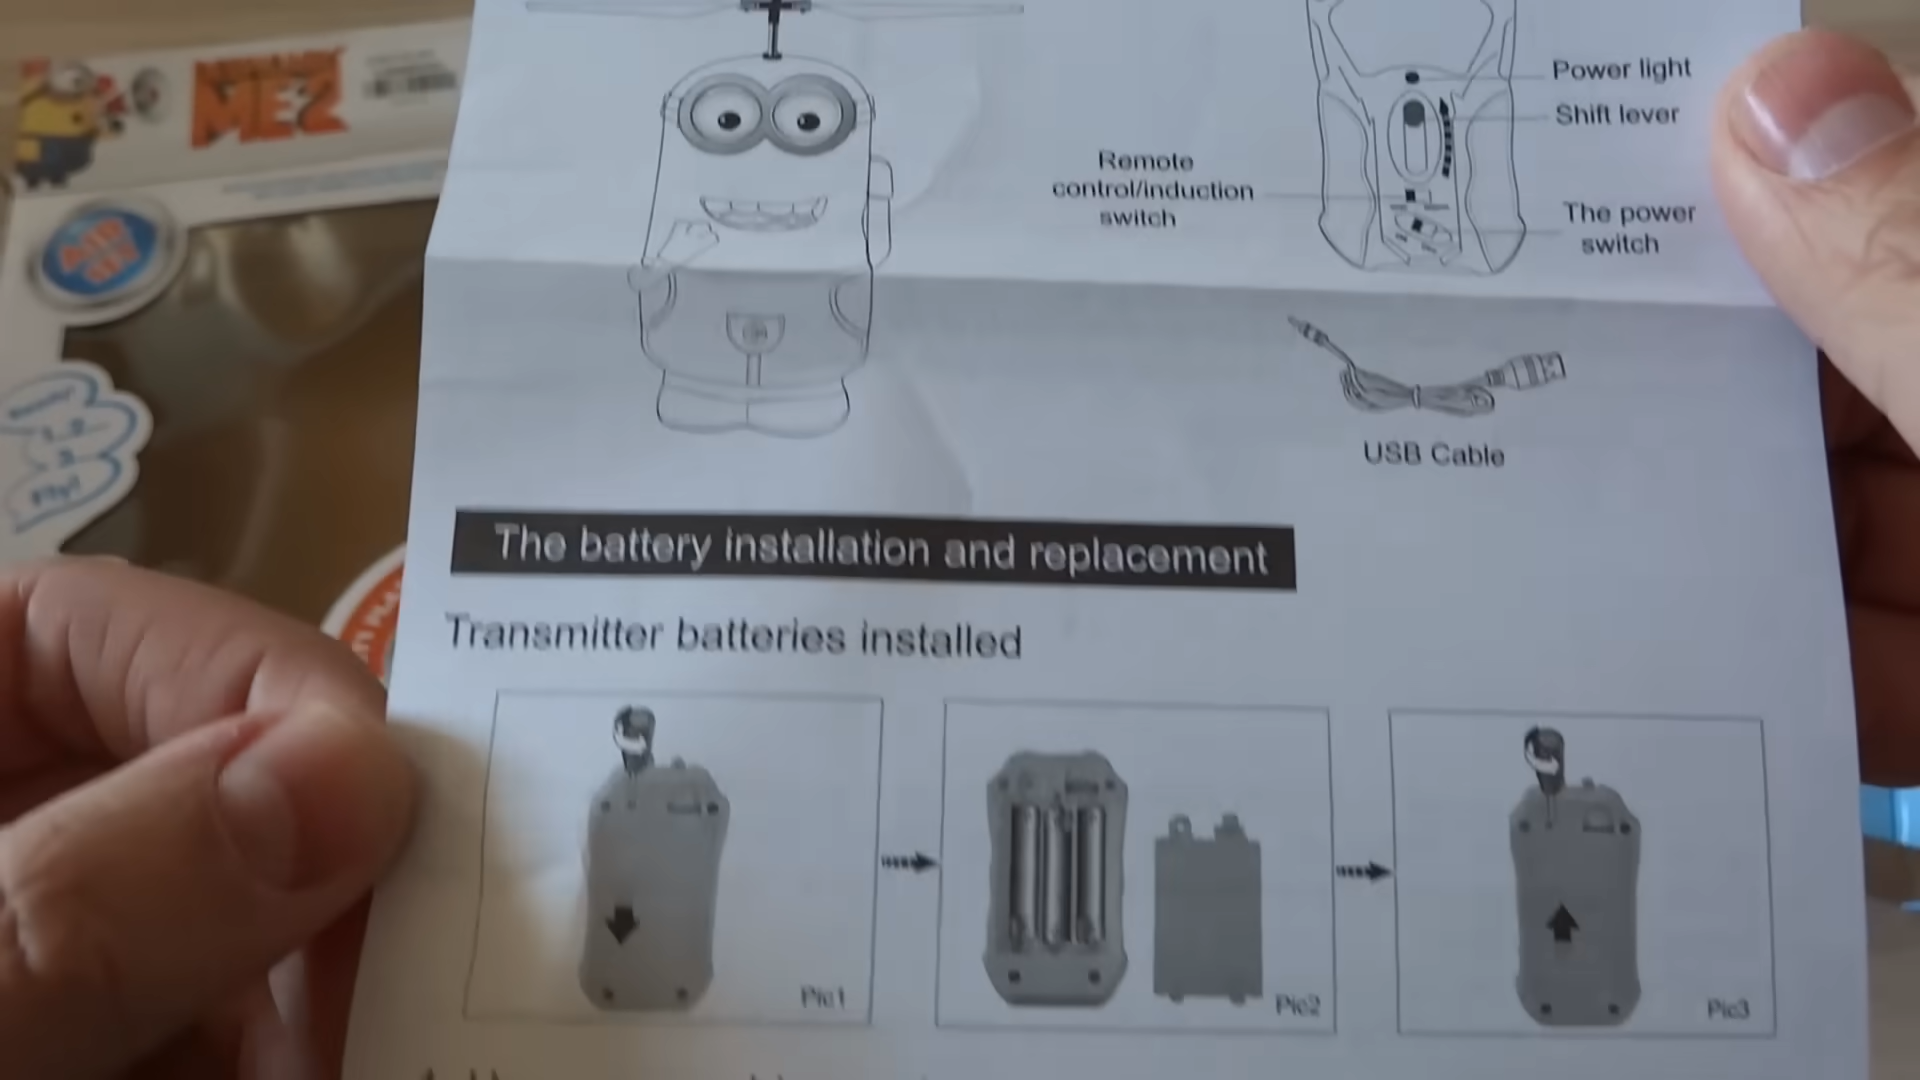 ME2
AIR
Power light
Shift lever
Remote
control/induction
switch
The power
switch
USB Cable
The battery installation and replacement
Transmitter batteries installed
Pic1
Pic2
Pic3